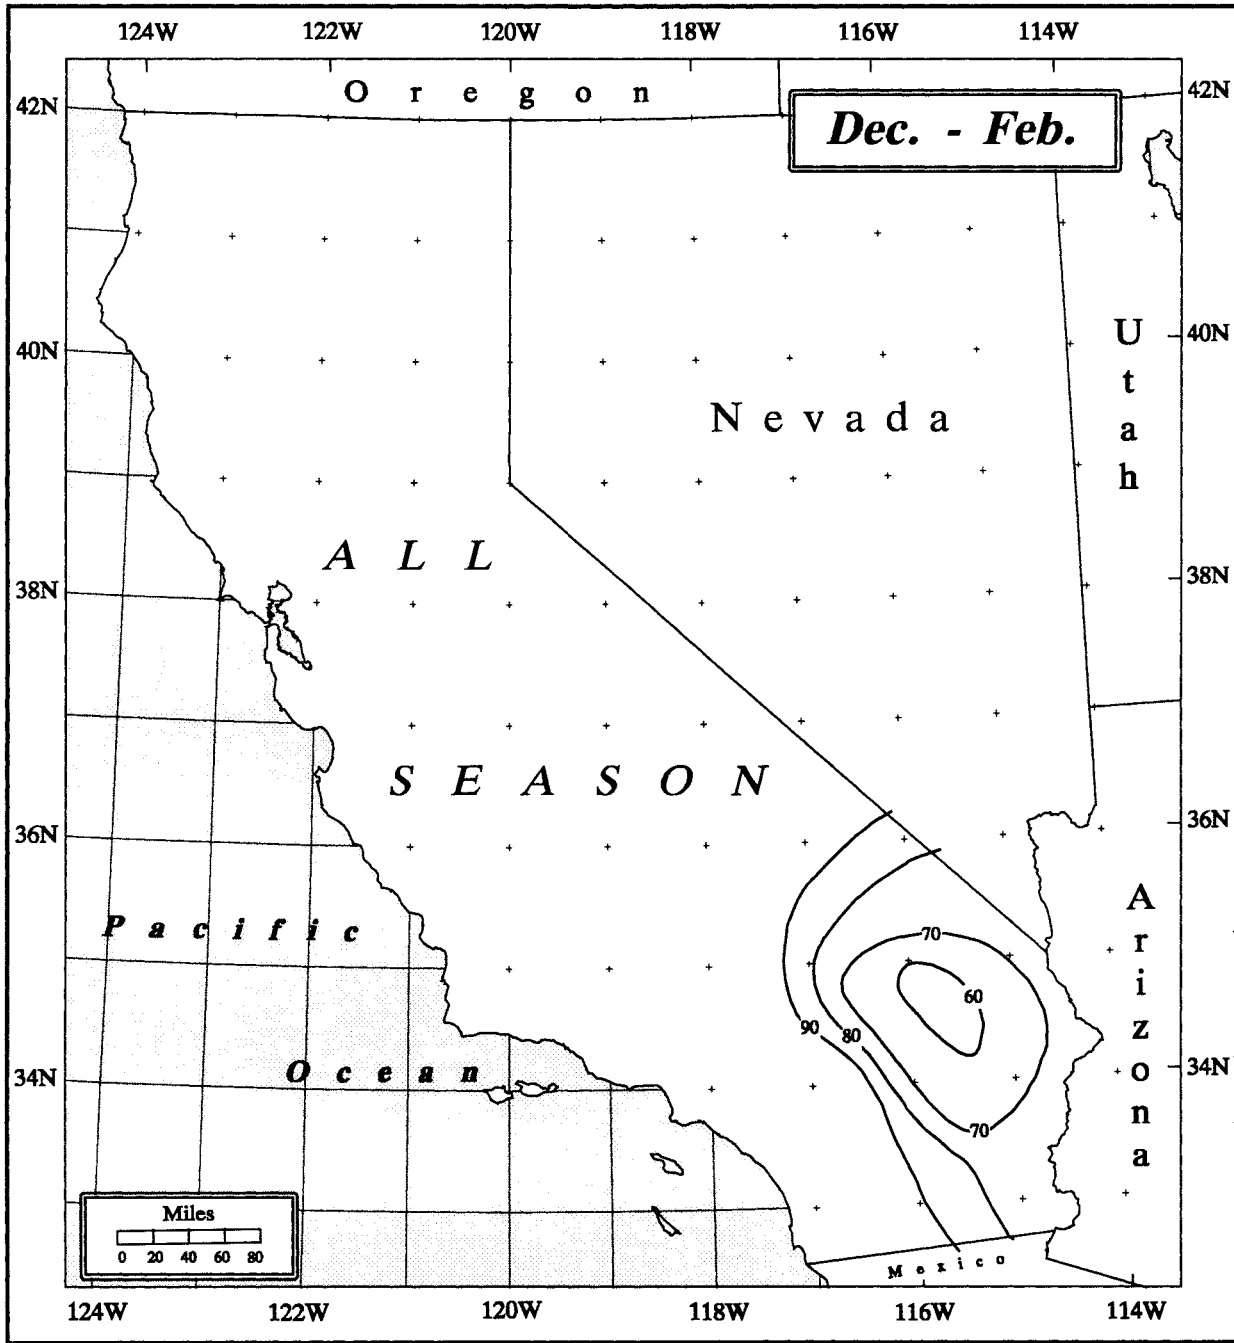 124W 122W 120W 118W 116W 114W
Oregon
42N 42N
Dec. - Feb.
40N 40N
Utah
Nevada
ALL
38N 38N
SEASON
36N 36N
Arizona
Pacific
70
60
90 80
Ocean
34N 34N
70
Miles
0 20 40 60 80
Mexico
124W 122W 120W 118W 116W 114W